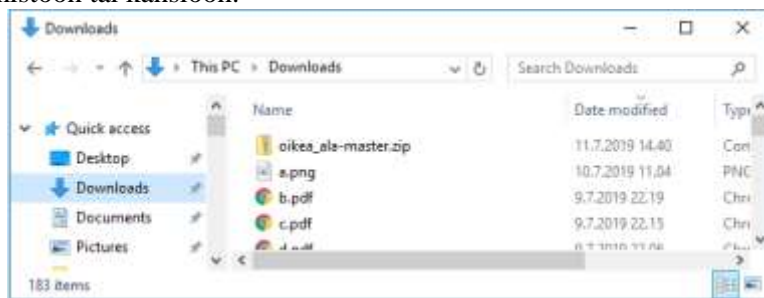 Downloads
This PC Downloads Search Downloads
Name Date modified
Quick access
oikea_ala-master.zip 11.7.2019 14.40
Desktop
a.png 10.7.2019 11.04
Downloads
b.pdf 9.7.2019 22.19
Documents
c.pdf 9.7.2019 22.15
Pictures
183 items